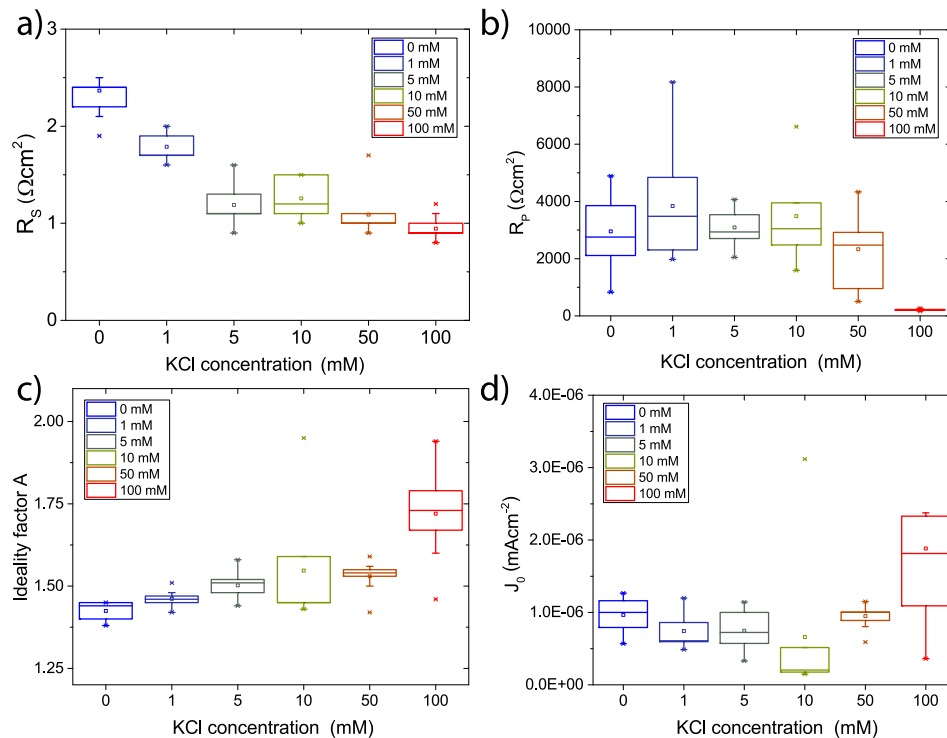 a)
3
2
1
0
R_S (Ωcm²)
0 mM
1 mM
5 mM
10 mM
50 mM
100 mM
0 1 5 10 50 100
KCl concentration (mM)
b)
10000
8000
6000
4000
2000
0
R_P (Ωcm²)
0 mM
1 mM
5 mM
10 mM
50 mM
100 mM
0 1 5 10 50 100
KCl concentration (mM)
c)
2.00
1.75
1.50
1.25
Ideality factor A
0 mM
1 mM
5 mM
10 mM
50 mM
100 mM
0 1 5 10 50 100
KCl concentration (mM)
d)
4.0E-06
3.0E-06
2.0E-06
1.0E-06
0.0E+00
J_0 (mAcm⁻²)
0 mM
1 mM
5 mM
10 mM
50 mM
100 mM
0 1 5 10 50 100
KCl concentration (mM)